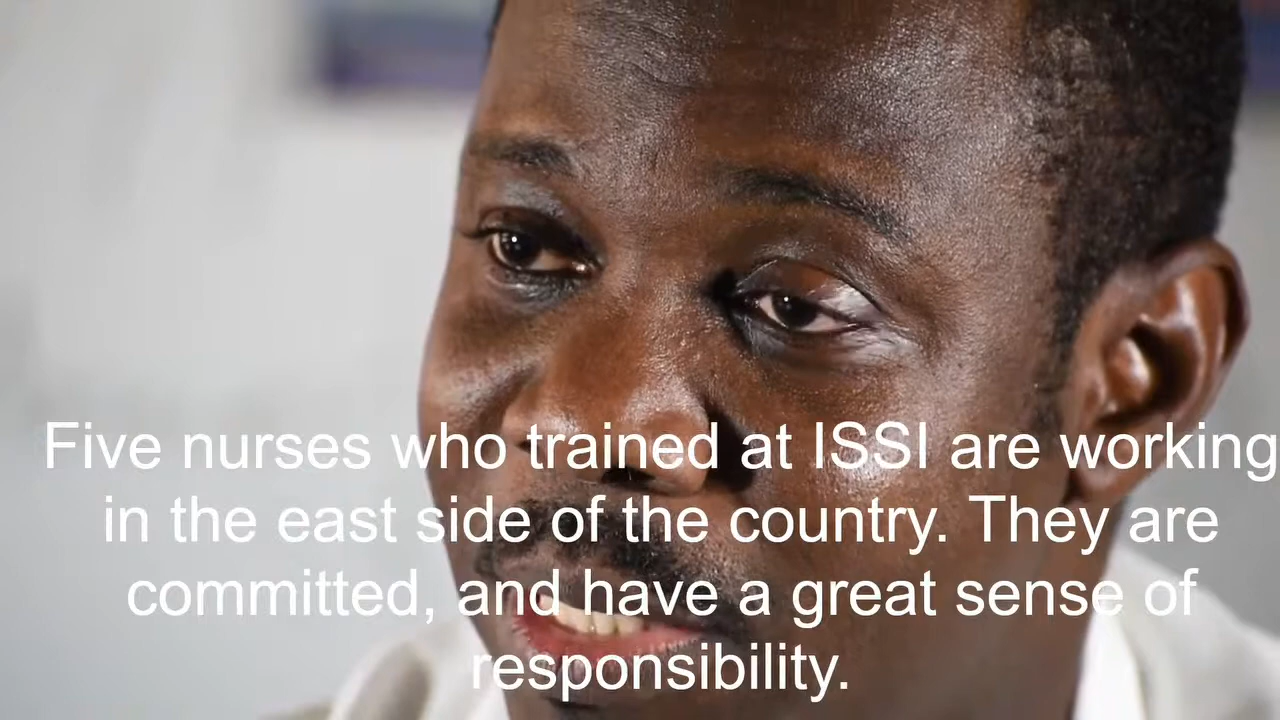 Five nurses who trained at ISSI are working
in the east side of the country. They are
committed, and have a great sense of
responsibility.